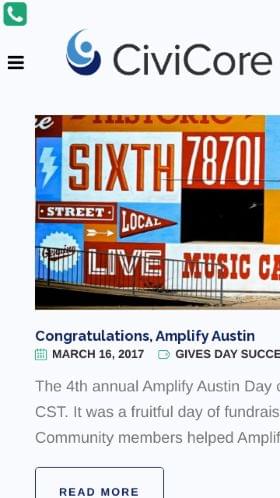 CiviCore
HISTORIC
SIXTH 78701
STREET
LOCAL
LIVE MUSIC CA
Congratulations, Amplify Austin
MARCH 16, 2017 GIVES DAY SUCCE
The 4th annual Amplify Austin Day
CST. It was a fruitful day of fundrais
Community members helped Amplif
READ MORE